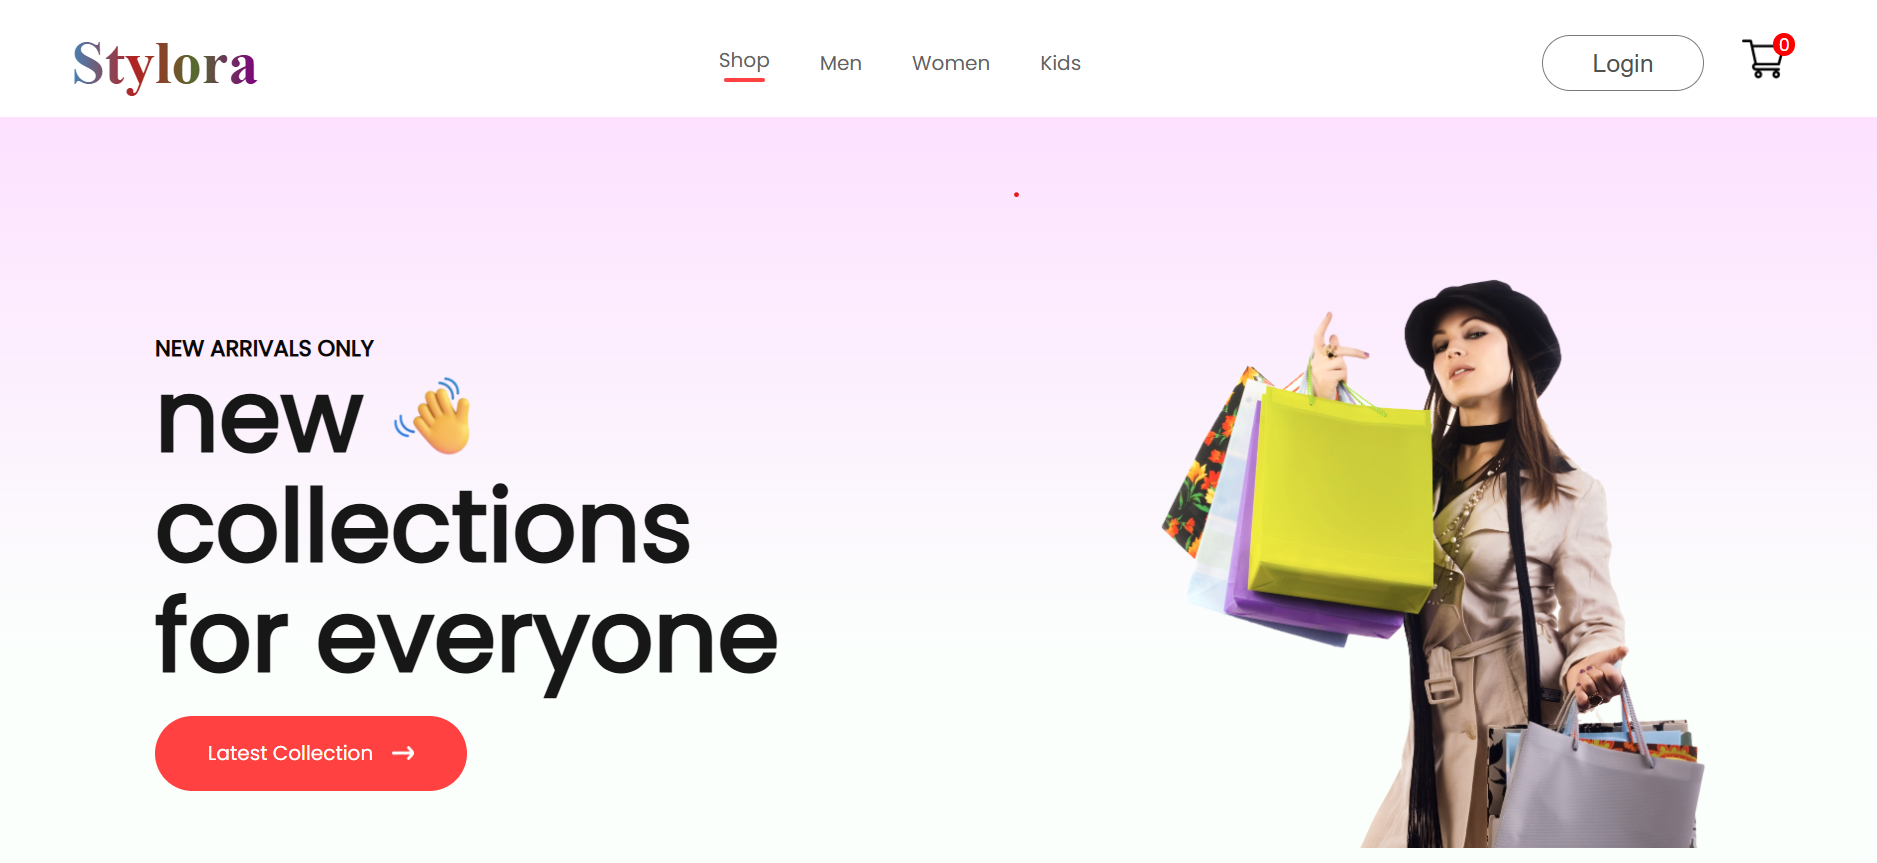 Stylora
Shop Men Women Kids
Login
0
NEW ARRIVALS ONLY
new 👋
collections
for everyone
Latest Collection →